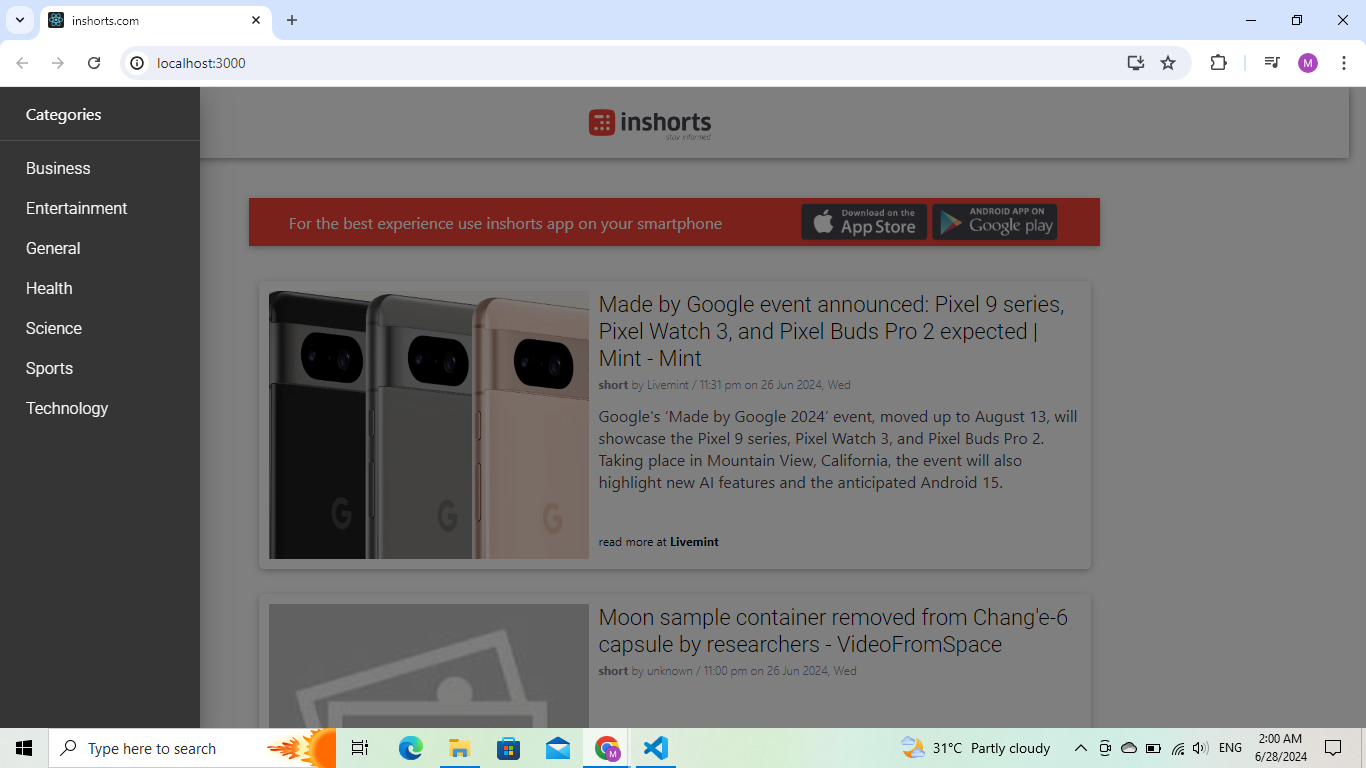 inshorts.com
localhost:3000
M
Categories
Business
Entertainment
General
Health
Science
Sports
Technology
inshorts
stay informed
For the best experience use inshorts app on your smartphone
Download on the
App Store
ANDROID APP ON
Google play
G G G
Made by Google event announced: Pixel 9 series,
Pixel Watch 3, and Pixel Buds Pro 2 expected |
Mint - Mint
short by Livemint / 11:31 pm on 26 Jun 2024, Wed
Google's ‘Made by Google 2024’ event, moved up to August 13, will
showcase the Pixel 9 series, Pixel Watch 3, and Pixel Buds Pro 2.
Taking place in Mountain View, California, the event will also
highlight new AI features and the anticipated Android 15.
read more at Livemint
Moon sample container removed from Chang'e-6
capsule by researchers - VideoFromSpace
short by unknown / 11:00 pm on 26 Jun 2024, Wed
Type here to search
M
31°C Partly cloudy
ENG
2:00 AM
6/28/2024